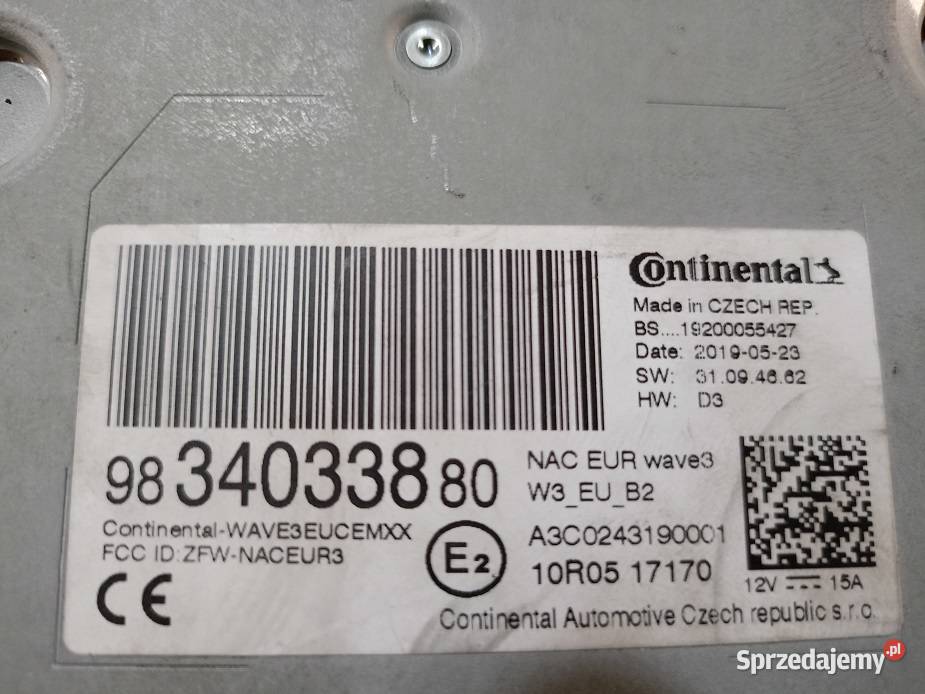 Continental
Made in CZECH REP.
BS....19200055427
Date: 2019-05-23
SW: 31.09.46.62
HW: D3
98 340338 80
NAC EUR wave3
W3_EU_B2
Continental-WAVE3EUCEMXX
FCC ID:ZFW-NACEUR3
E2
A3C0243190001
10R05 17170
12V 15A
CE
Continental Automotive Czech republic s.r.o.
Sprzedajemy.pl